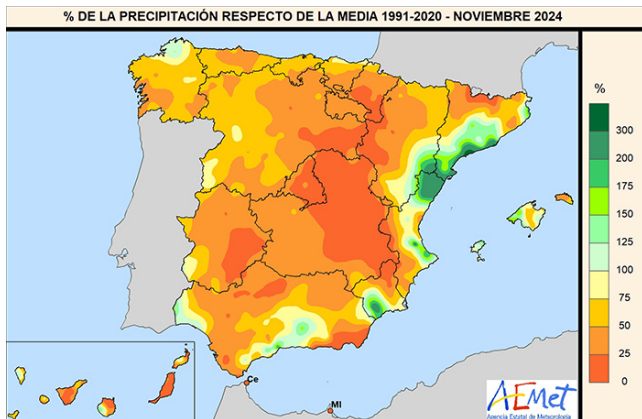 % DE LA PRECIPITACIÓN RESPECTO DE LA MEDIA 1991-2020 - NOVIEMBRE 2024
%
300
200
175
150
125
100
75
50
25
0
Ce
Ml
AEMet
Agencia Estatal de Meteorología